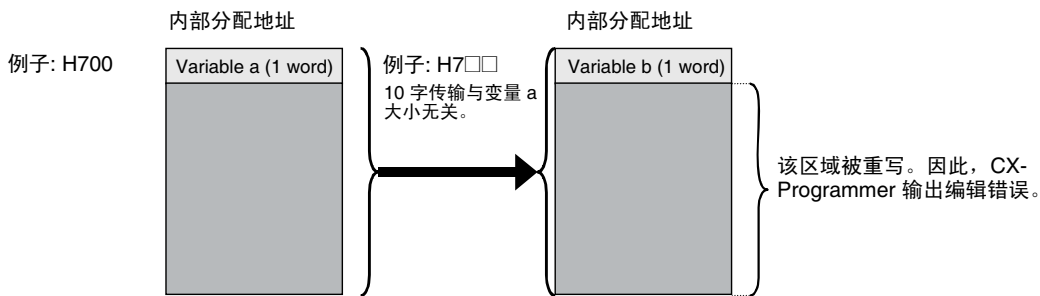 内部分配地址
内部分配地址
例子: H700
Variable a (1 word)
例子: H7□□
Variable b (1 word)
10 字传输与变量 a
大小无关。
该区域被重写。因此，CX-
Programmer 输出编辑错误。